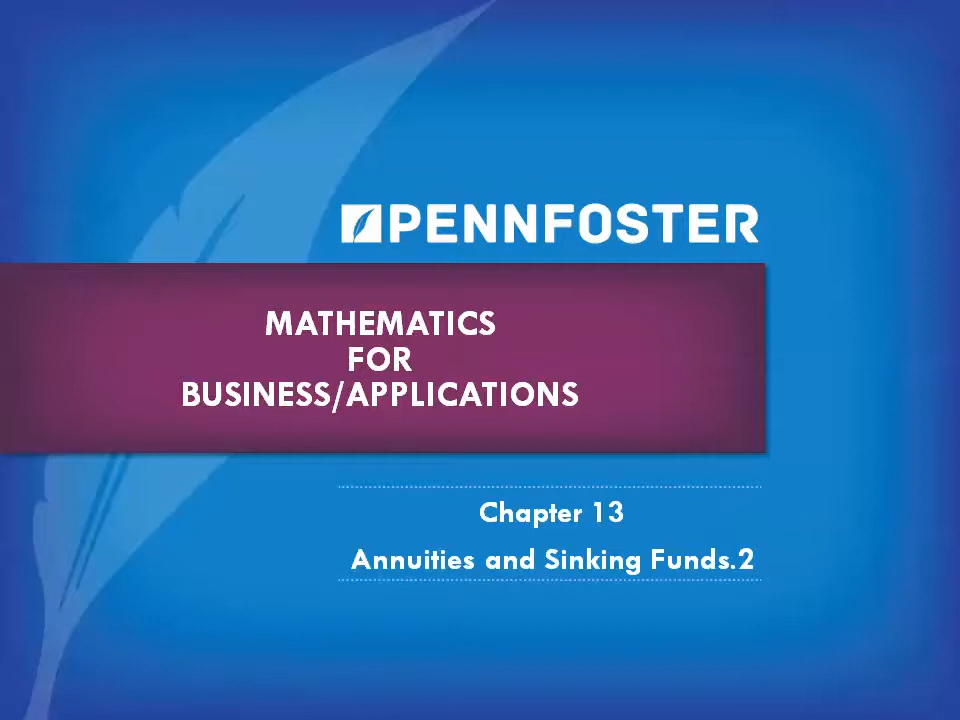 PENNFOSTER
MATHEMATICS
FOR
BUSINESS/APPLICATIONS
Chapter 13
Annuities and Sinking Funds.2